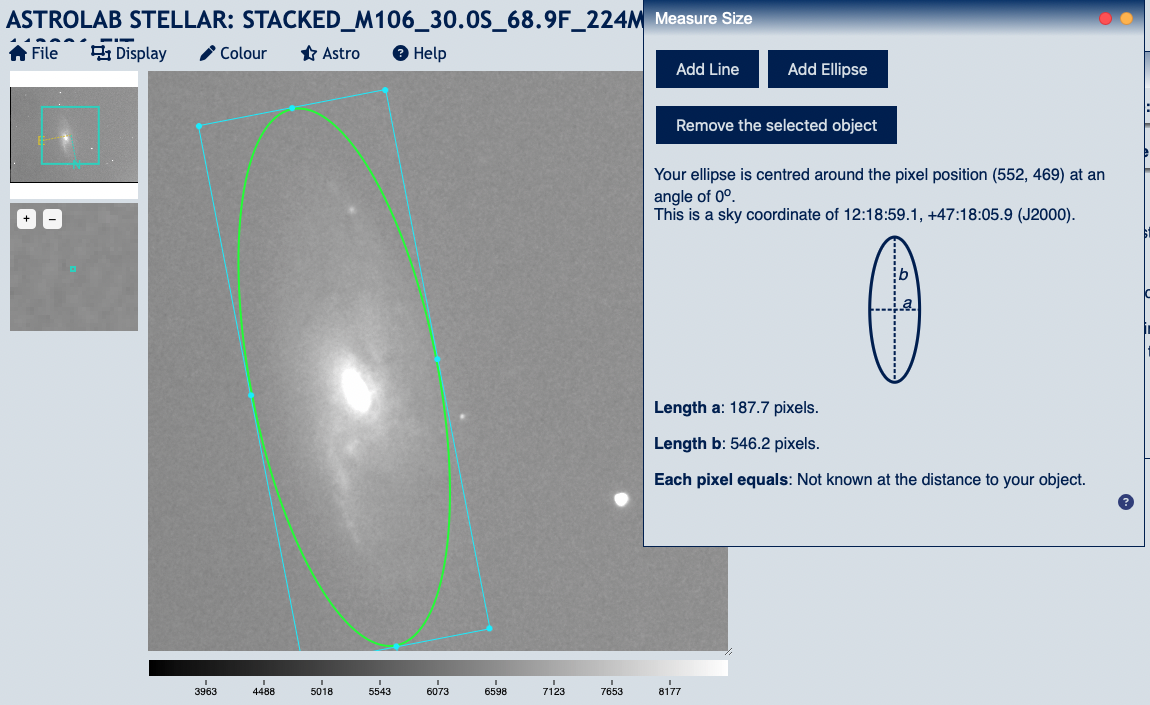 ASTROLAB STELLAR: STACKED_M106_30.0S_68.9F_224M
File Display Colour Astro ? Help
E
N
+ −
Measure Size
Add Line Add Ellipse
Remove the selected object
Your ellipse is centred around the pixel position (552, 469) at an
angle of 0º.
This is a sky coordinate of 12:18:59.1, +47:18:05.9 (J2000).
b
a
Length a: 187.7 pixels.
Length b: 546.2 pixels.
Each pixel equals: Not known at the distance to your object.
?
3963 4488 5018 5543 6073 6598 7123 7653 8177